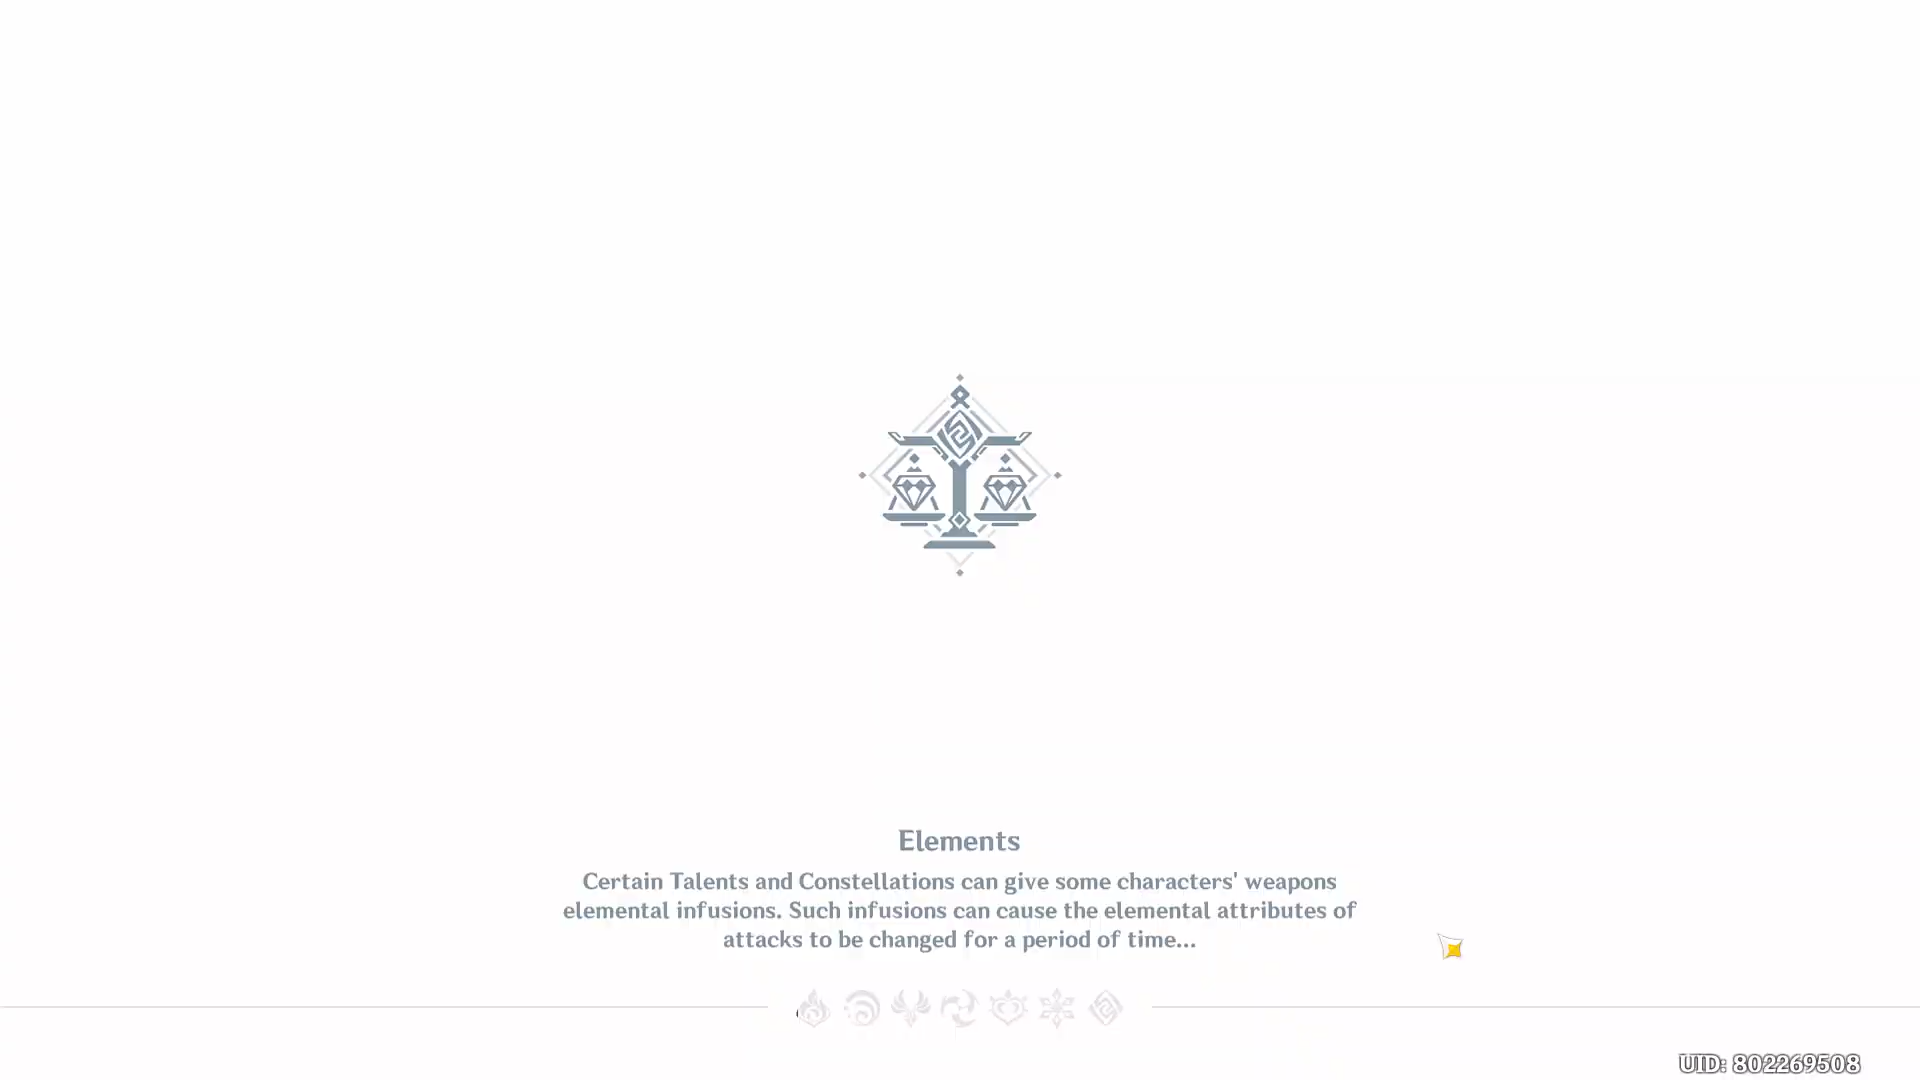 Elements
Certain Talents and Constellations can give some characters' weapons
elemental infusions. Such infusions can cause the elemental attributes of
attacks to be changed for a period of time...
UID: 802269508